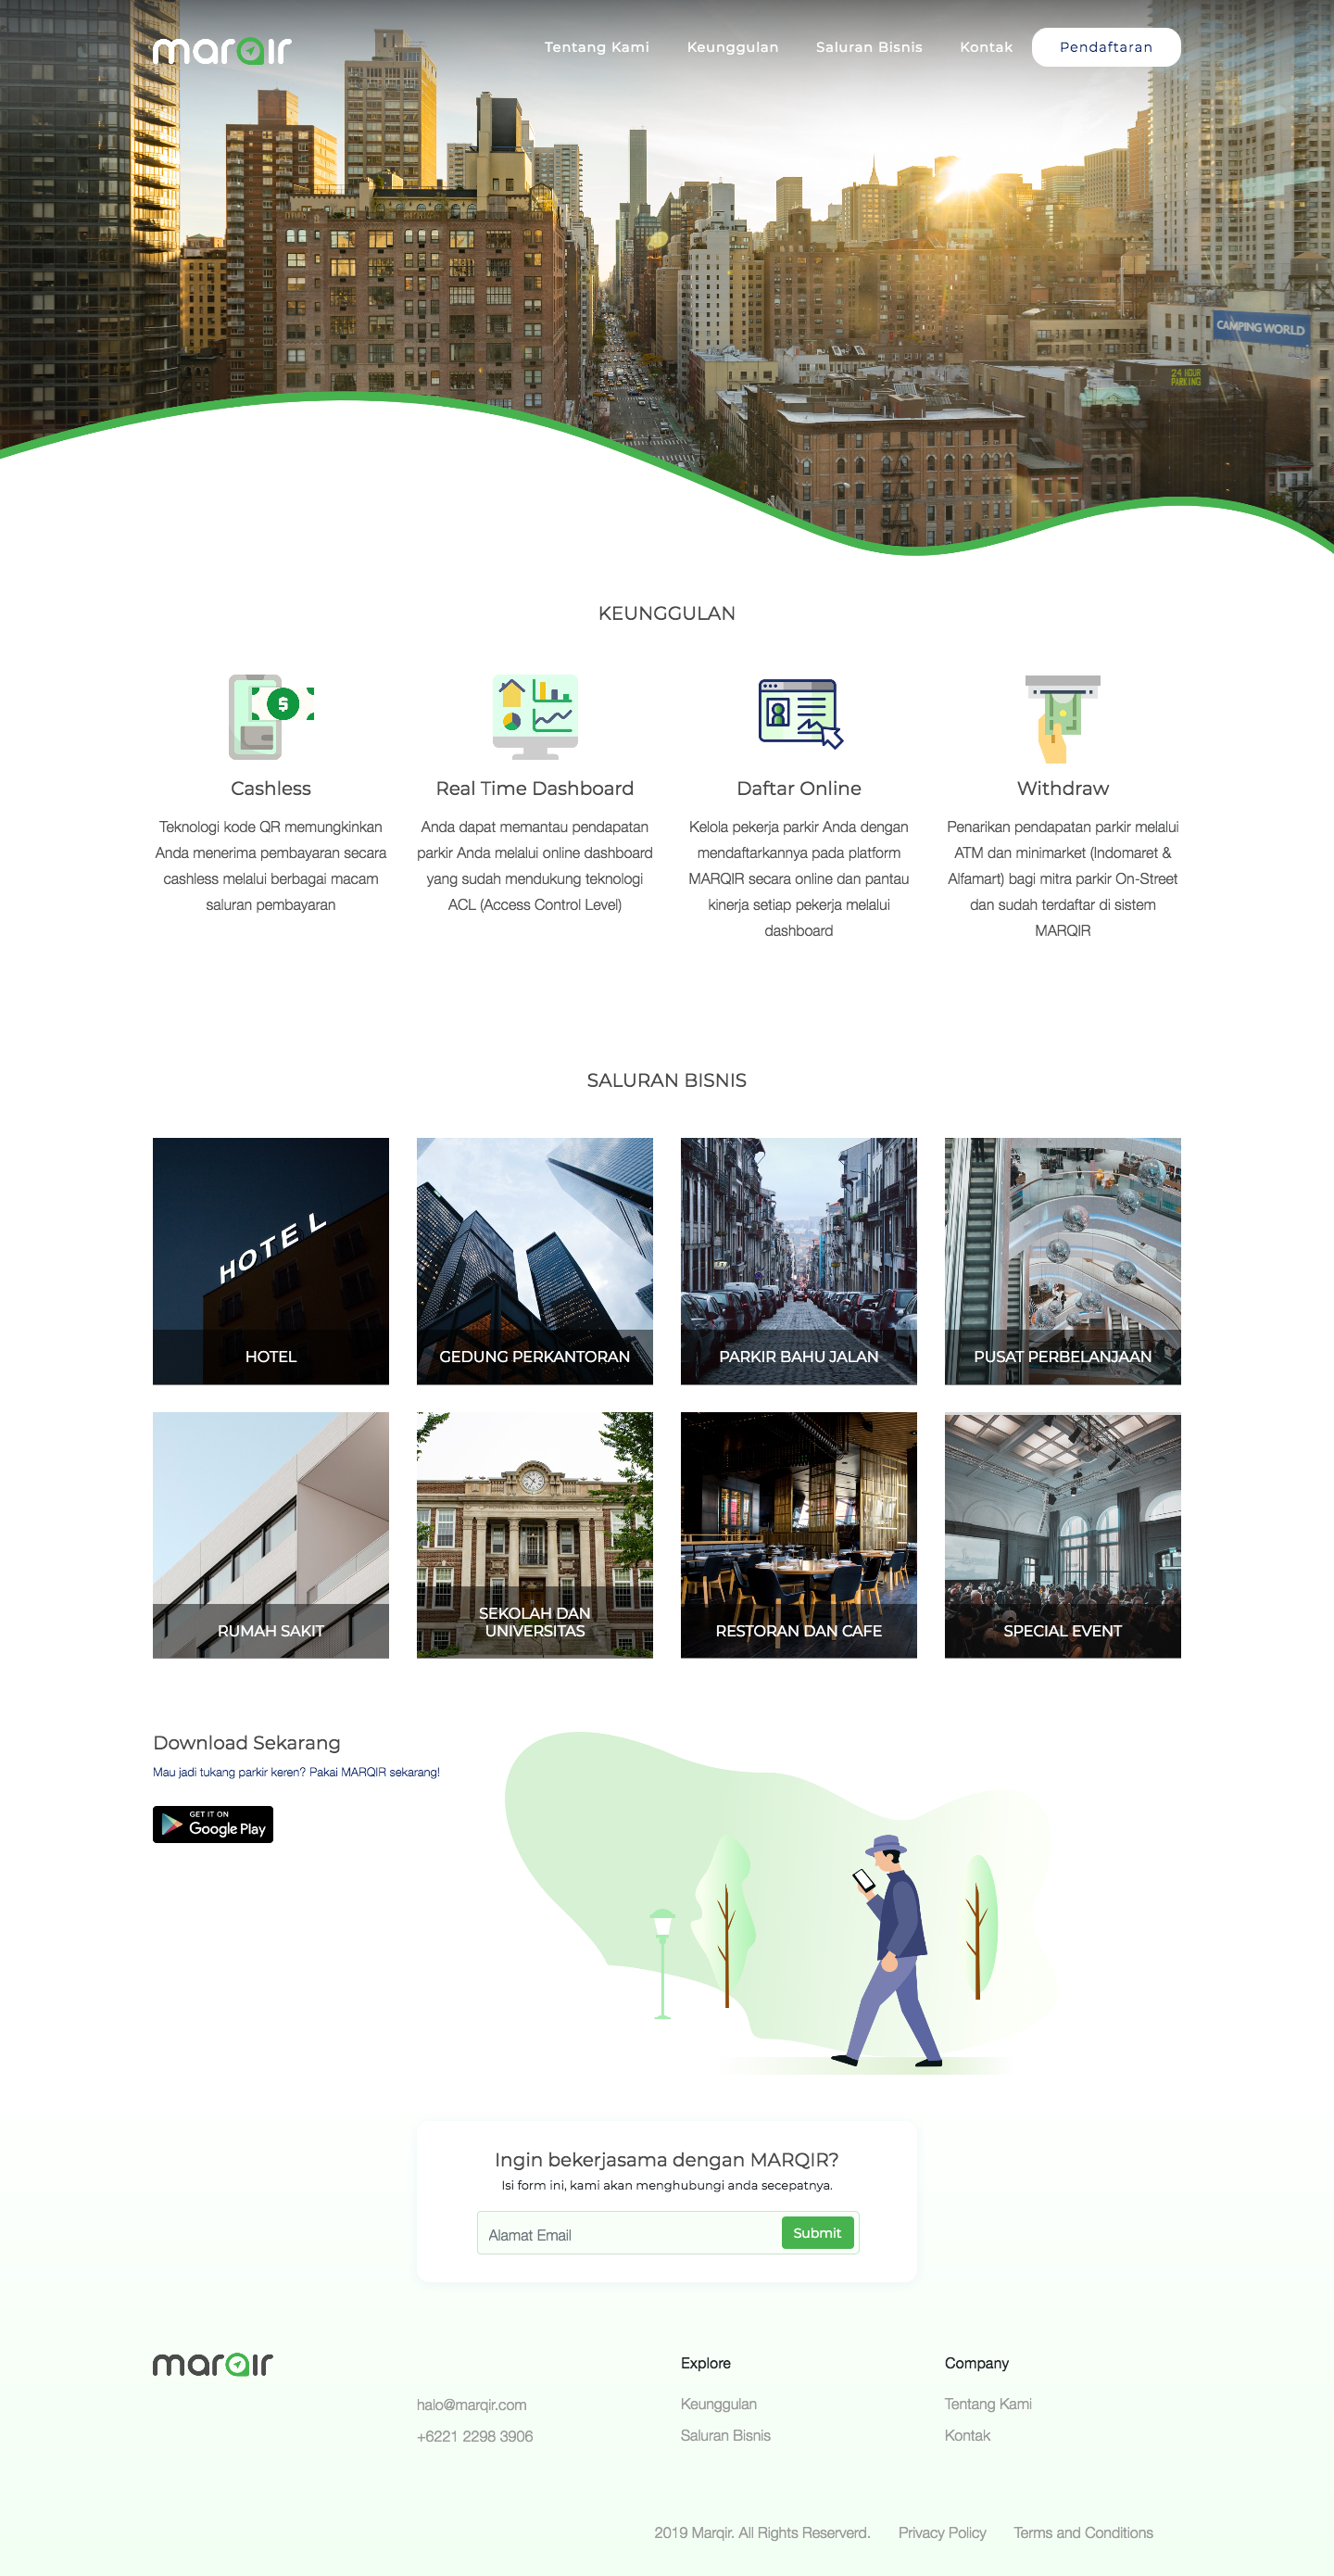 marqir
Tentang Kami
Keunggulan
Saluran Bisnis
Kontak
Pendaftaran
CAMPING WORLD
24 HOUR
PARKING
KEUNGGULAN
$
Cashless
Teknologi kode QR memungkinkan
Anda menerima pembayaran secara
cashless melalui berbagai macam
saluran pembayaran
Real Time Dashboard
Anda dapat memantau pendapatan
parkir Anda melalui online dashboard
yang sudah mendukung teknologi
ACL (Access Control Level)
Daftar Online
Kelola pekerja parkir Anda dengan
mendaftarkannya pada platform
MARQIR secara online dan pantau
kinerja setiap pekerja melalui
dashboard
Withdraw
Penarikan pendapatan parkir melalui
ATM dan minimarket (Indomaret &
Alfamart) bagi mitra parkir On-Street
dan sudah terdaftar di sistem
MARQIR
SALURAN BISNIS
HOTEL
HOTEL
GEDUNG PERKANTORAN
PARKIR BAHU JALAN
PUSAT PERBELANJAAN
RUMAH SAKIT
SEKOLAH DAN
UNIVERSITAS
RESTORAN DAN CAFE
SPECIAL EVENT
Download Sekarang
Mau jadi tukang parkir keren? Pakai MARQIR sekarang!
GET IT ON
Google Play
Ingin bekerjasama dengan MARQIR?
Isi form ini, kami akan menghubungi anda secepatnya.
Alamat Email
Submit
marqir
halo@marqir.com
+6221 2298 3906
Explore
Keunggulan
Saluran Bisnis
Company
Tentang Kami
Kontak
2019 Marqir. All Rights Reserverd.
Privacy Policy
Terms and Conditions